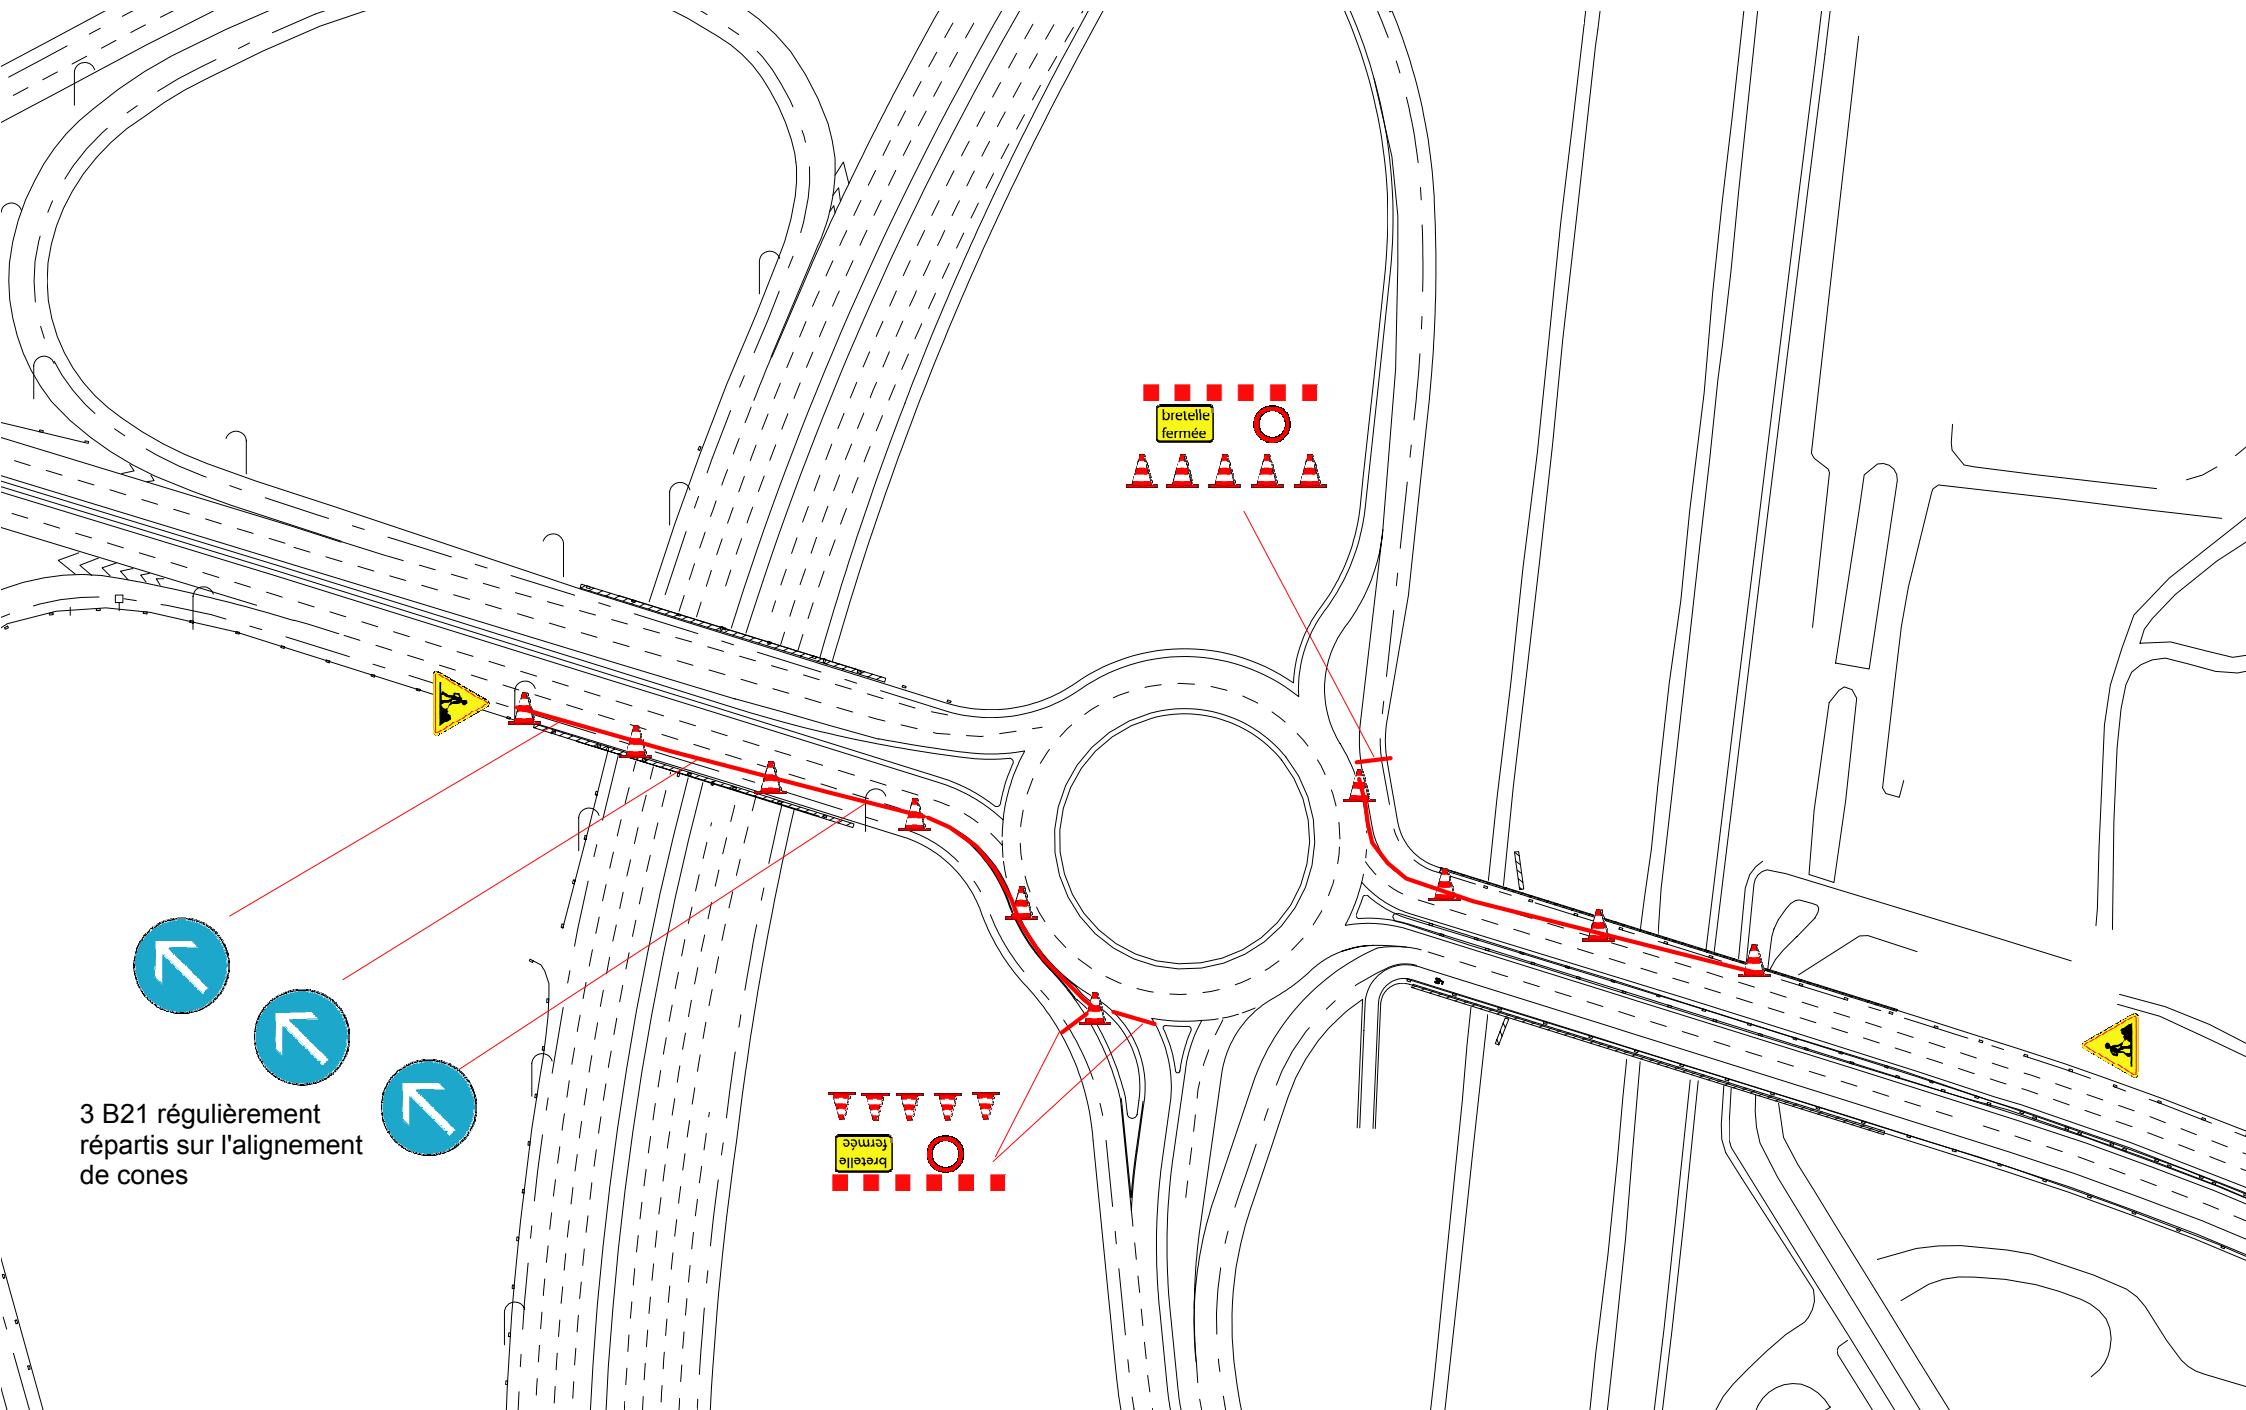 bretelle
fermée
3 B21 régulièrement
répartis sur l'alignement
de cones
bretelle
fermée